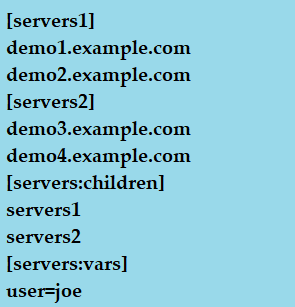 [servers1]
demo1.example.com
demo2.example.com
[servers2]
demo3.example.com
demo4.example.com
[servers:children]
servers1
servers2
[servers:vars]
user=joe